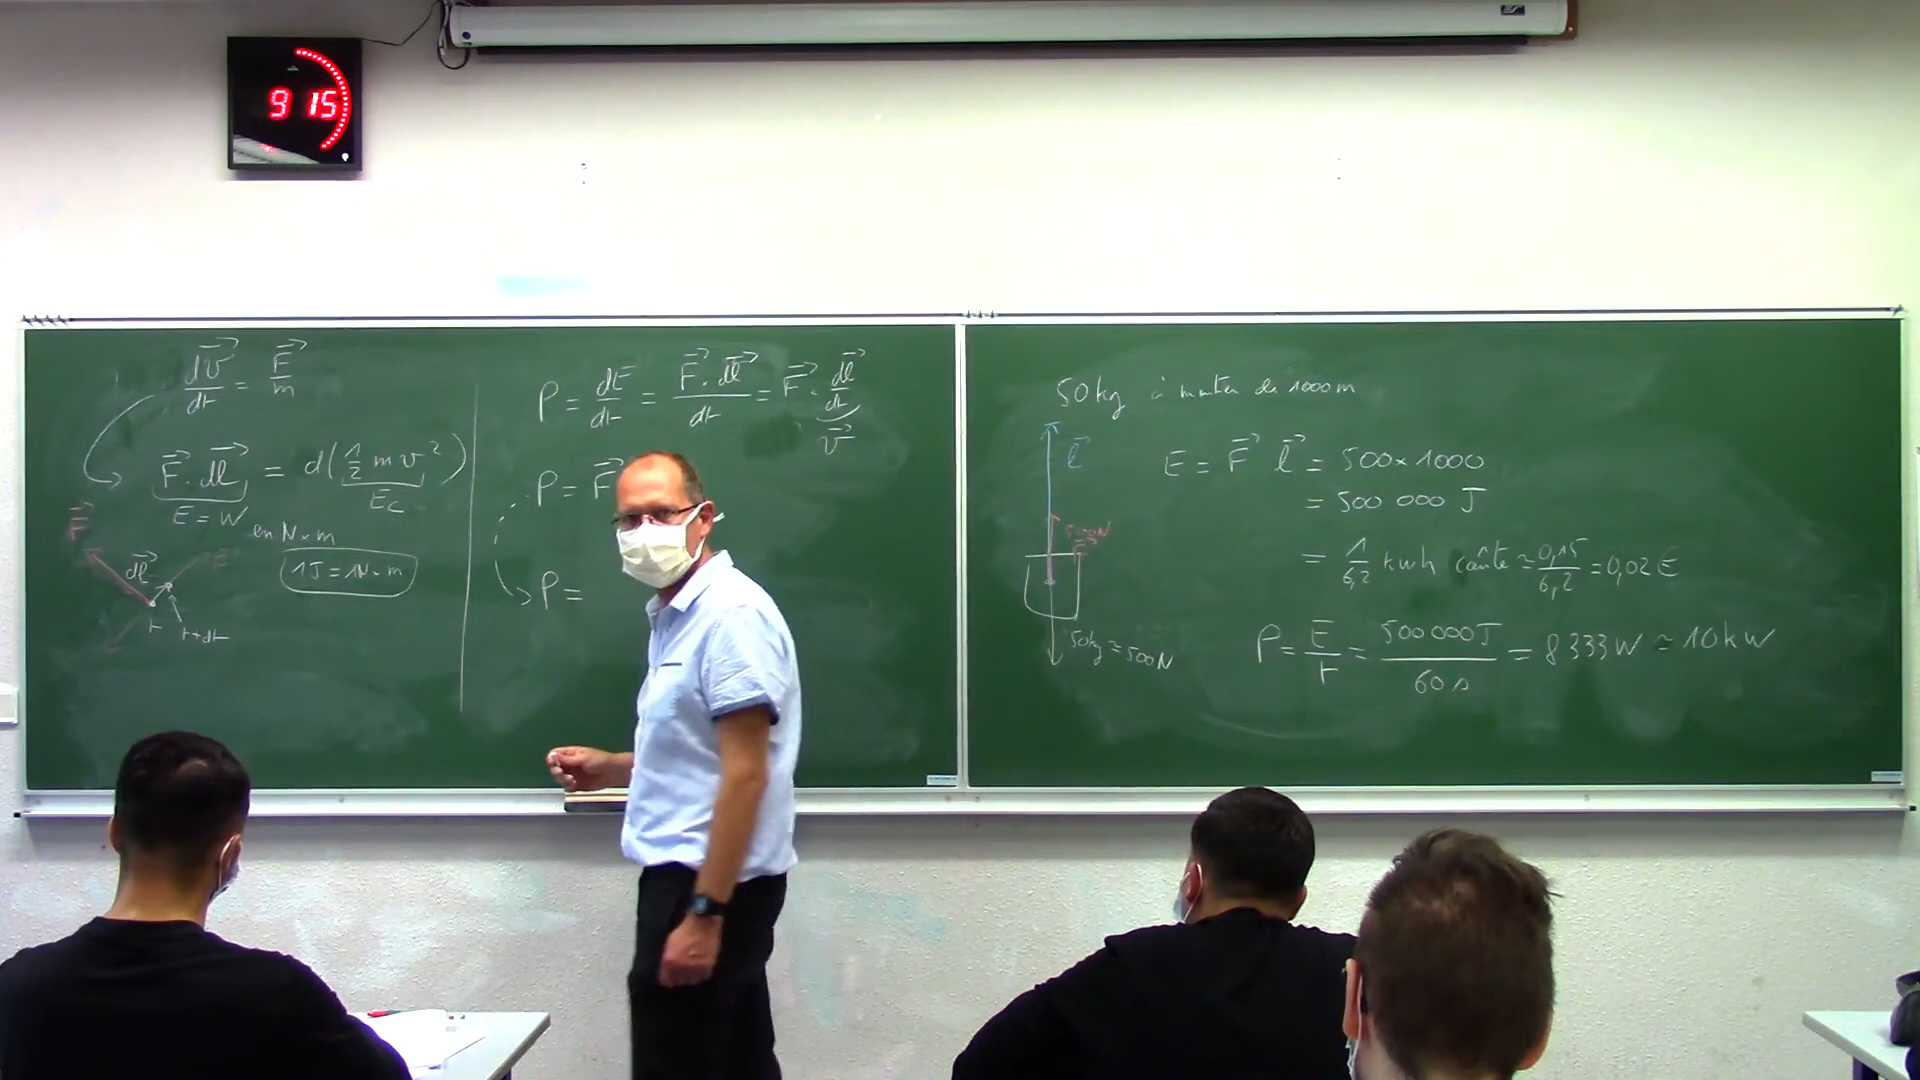 9 15
dv/dt = F/m
F . dl = d(1/2 m v²)
E = W
Ec
en N×m
1J = 1N.m
F
dl
t
t+dt
P = dE/dt = F . dl/dt = F . dl/dt
v
P = F
P =
50kg à monter de 1000m
l
E = F l = 500×1000
= 500 000 J
= 1/6,2 kwh coûte ≃ 0,15/6,2 = 0,02 €
50kg ≃ 500N
P = E/t = 500 000 J/60 s = 8 333 W ≃ 10 kW